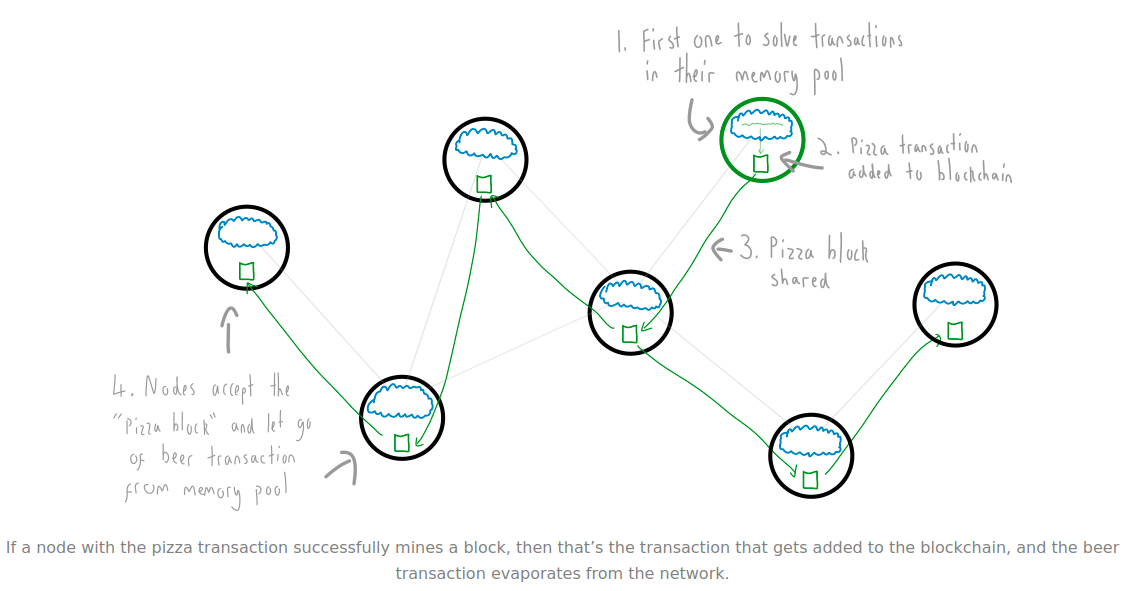 1. First one to solve transactions
in their memory pool
2. Pizza transaction
added to blockchain
3. Pizza block
shared
4. Nodes accept the
"Pizza block" and let go
of beer transaction
from memory pool
If a node with the pizza transaction successfully mines a block, then that’s the transaction that gets added to the blockchain, and the beer
transaction evaporates from the network.